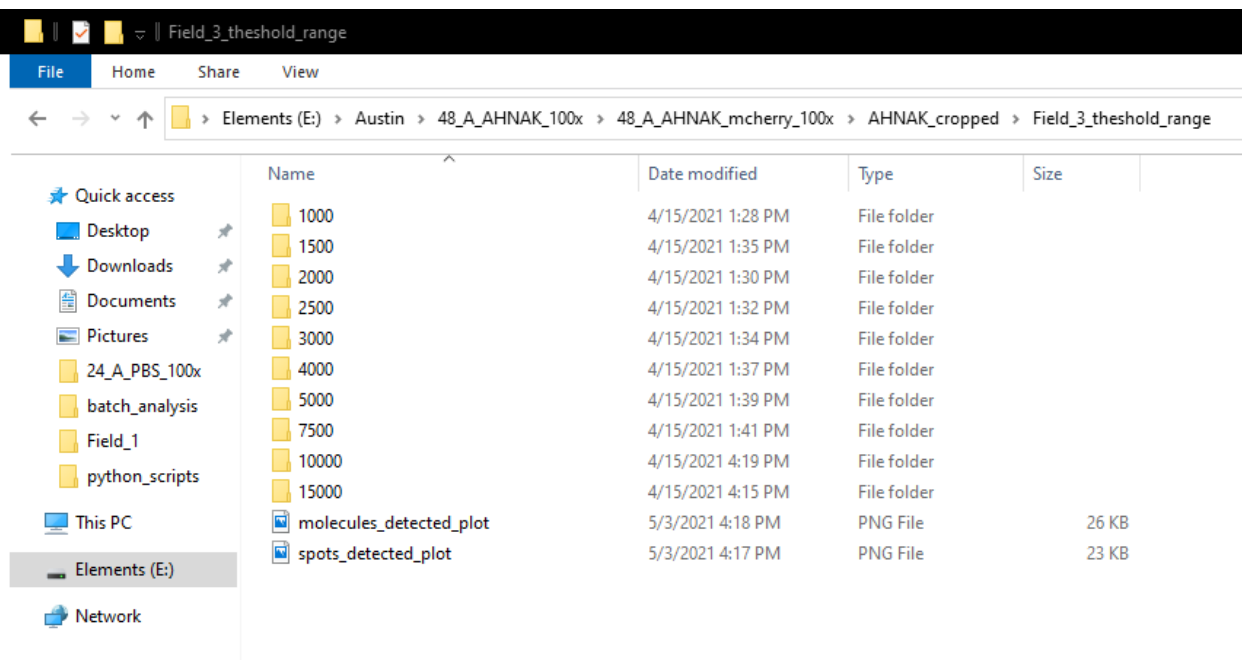 Field_3_theshold_range
File Home Share View
Elements (E:) Austin 48_A_AHNAK_100x 48_A_AHNAK_mcherry_100x AHNAK_cropped Field_3_theshold_range
Quick access
Desktop
Downloads
Documents
Pictures
24_A_PBS_100x
batch_analysis
Field_1
python_scripts
This PC
Elements (E:)
Network
Name Date modified Type Size
1000 4/15/2021 1:28 PM File folder
1500 4/15/2021 1:35 PM File folder
2000 4/15/2021 1:30 PM File folder
2500 4/15/2021 1:32 PM File folder
3000 4/15/2021 1:34 PM File folder
4000 4/15/2021 1:37 PM File folder
5000 4/15/2021 1:39 PM File folder
7500 4/15/2021 1:41 PM File folder
10000 4/15/2021 4:19 PM File folder
15000 4/15/2021 4:15 PM File folder
molecules_detected_plot 5/3/2021 4:18 PM PNG File 26 KB
spots_detected_plot 5/3/2021 4:17 PM PNG File 23 KB